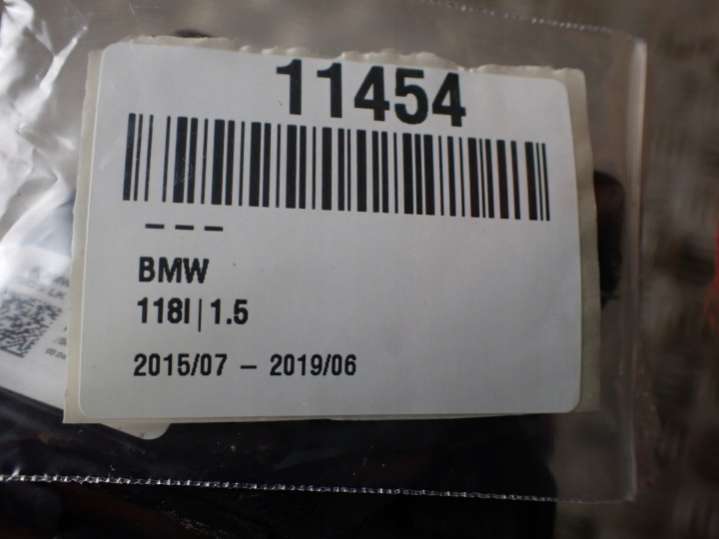 11454
– – –
BMW
118I | 1.5
2015/07 – 2019/06